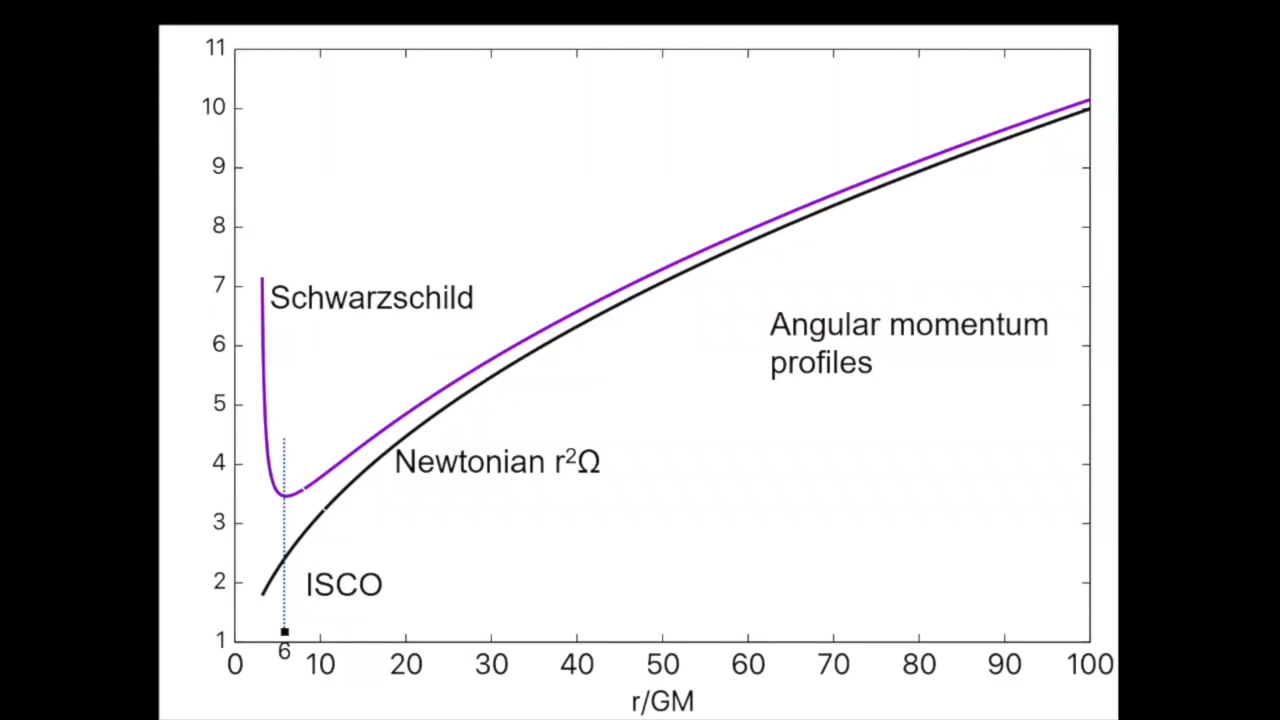 11
10
9
8
7
Schwarzschild
6
Angular momentum
profiles
5
4
Newtonian r²Ω
3
2
ISCO
1
6
0 10 20 30 40 50 60 70 80 90 100
r/GM